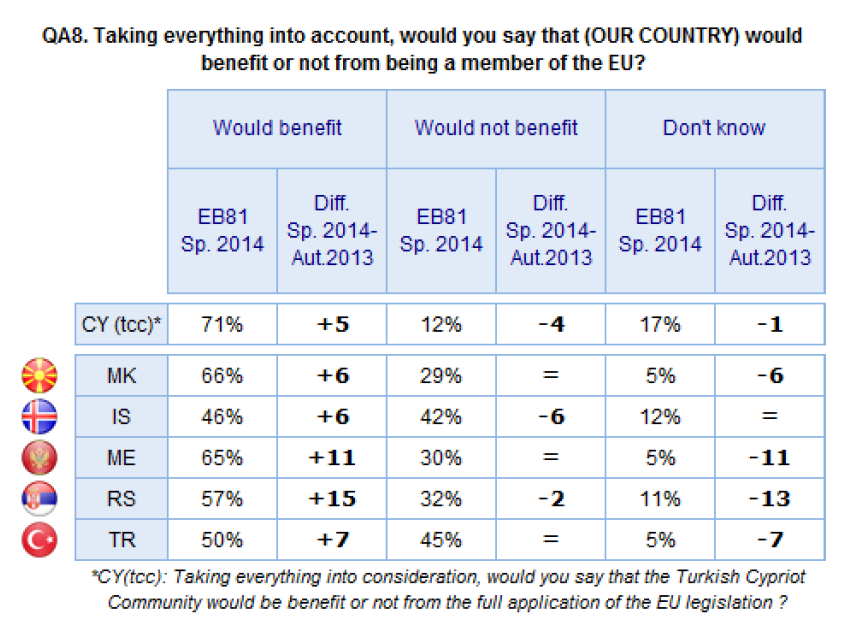 QA8. Taking everything into account, would you say that (OUR COUNTRY) would
benefit or not from being a member of the EU?
Would benefit Would not benefit Don't know
EB81 Sp. 2014 Diff. Sp. 2014-Aut.2013 EB81 Sp. 2014 Diff. Sp. 2014-Aut.2013 EB81 Sp. 2014 Diff. Sp. 2014-Aut.2013
CY (tcc)* 71% +5 12% -4 17% -1
MK 66% +6 29% = 5% -6
IS 46% +6 42% -6 12% =
ME 65% +11 30% = 5% -11
RS 57% +15 32% -2 11% -13
TR 50% +7 45% = 5% -7
*CY(tcc): Taking everything into consideration, would you say that the Turkish Cypriot
Community would be benefit or not from the full application of the EU legislation ?